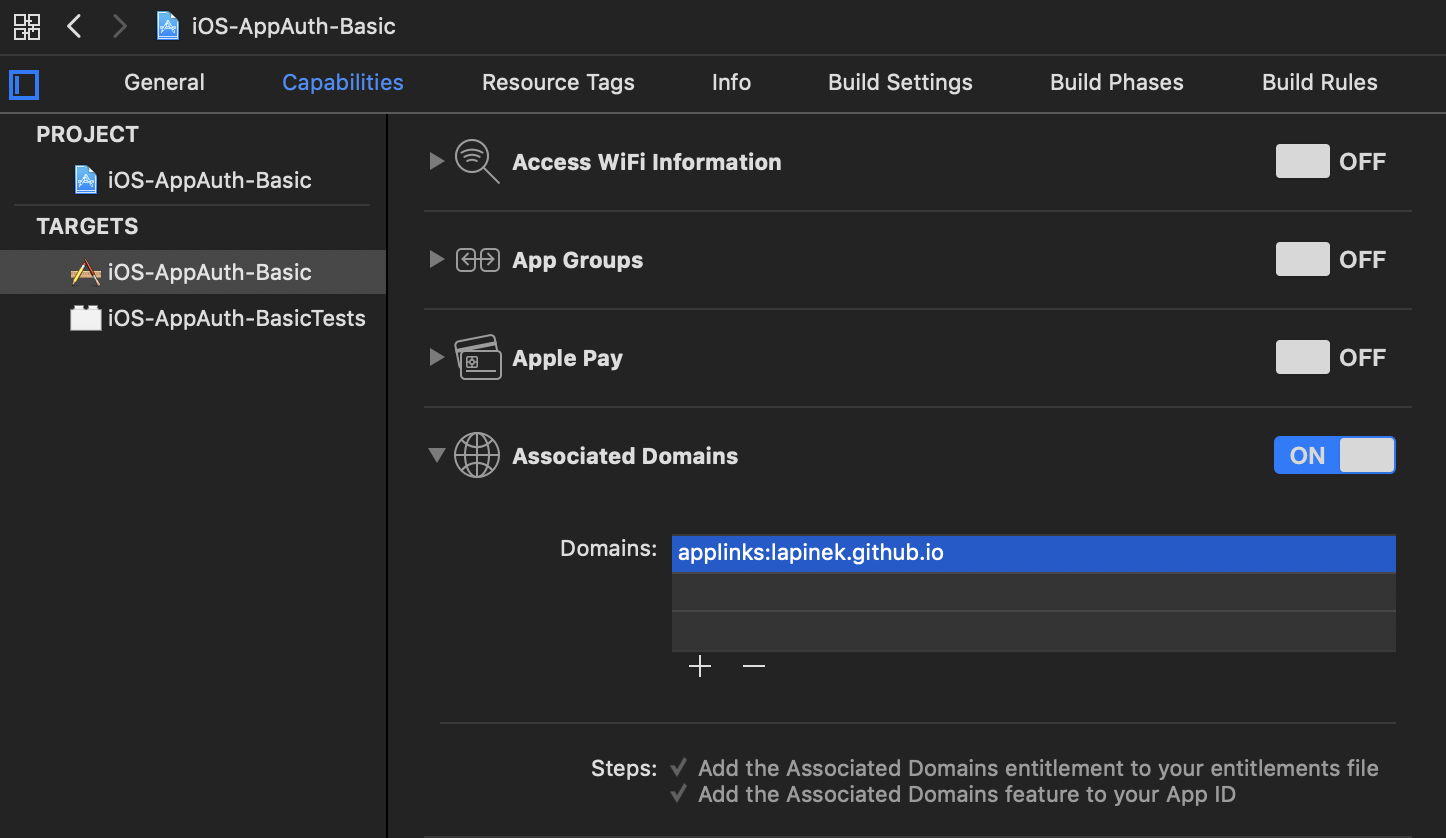 iOS-AppAuth-Basic
General Capabilities Resource Tags Info Build Settings Build Phases Build Rules
PROJECT
iOS-AppAuth-Basic
TARGETS
iOS-AppAuth-Basic
iOS-AppAuth-BasicTests
Access WiFi Information OFF
App Groups OFF
Apple Pay OFF
Associated Domains ON
Domains: applinks:lapinek.github.io
Steps: ✓ Add the Associated Domains entitlement to your entitlements file
✓ Add the Associated Domains feature to your App ID